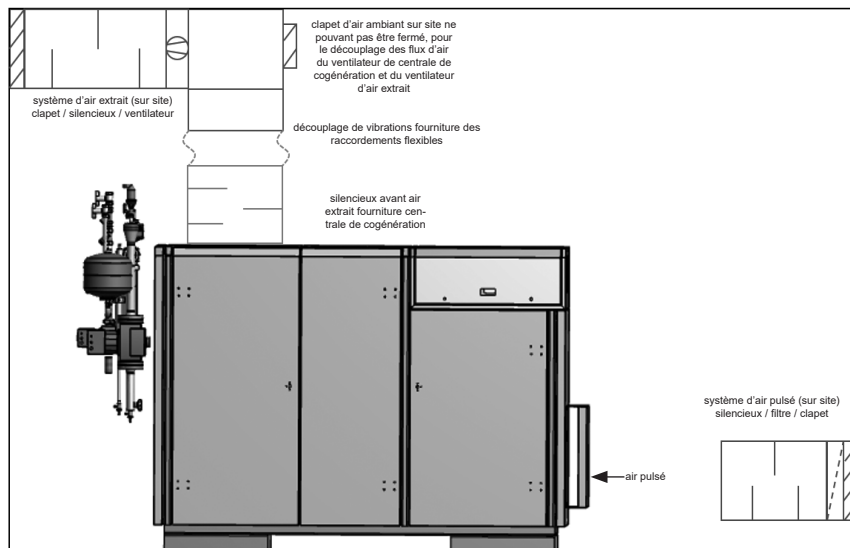 clapet d'air ambiant sur site ne
pouvant pas être fermé, pour
le découplage des flux d'air
du ventilateur de centrale de
cogénération et du ventilateur
d'air extrait
système d'air extrait (sur site)
clapet / silencieux / ventilateur
découplage de vibrations fourniture des
raccordements flexibles
silencieux avant air
extrait fourniture cen-
trale de cogénération
système d'air pulsé (sur site)
silencieux / filtre / clapet
air pulsé